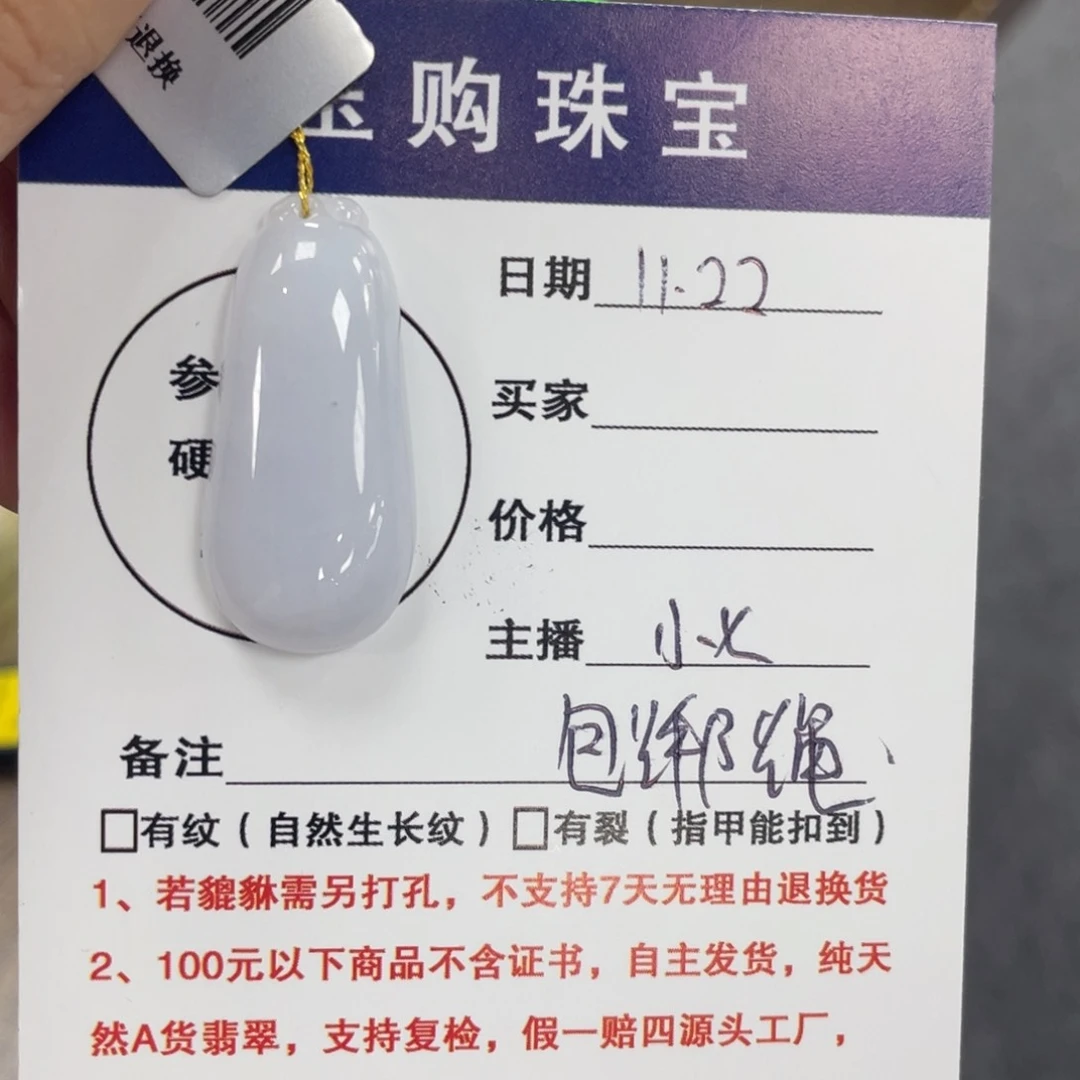 退换
购珠宝
参
硬
日期 11.22
买家
价格
主播 小七
备注 回邦绳
□有纹（自然生长纹）□有裂（指甲能扣到）
1、若貔貅需另打孔，不支持7天无理由退换货
2、100元以下商品不含证书，自主发货，纯天
然A货翡翠，支持复检，假一赔四源头工厂，